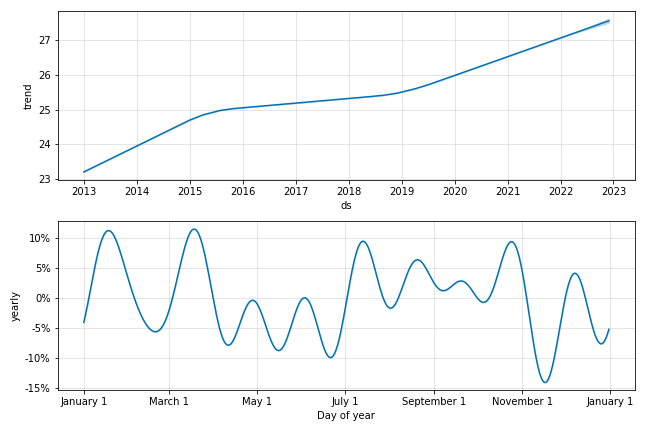 27
26
25
24
23
trend
2013 2014 2015 2016 2017 2018 2019 2020 2021 2022 2023
ds
10%
5%
0%
-5%
-10%
-15%
yearly
January 1 March 1 May 1 July 1 September 1 November 1 January 1
Day of year